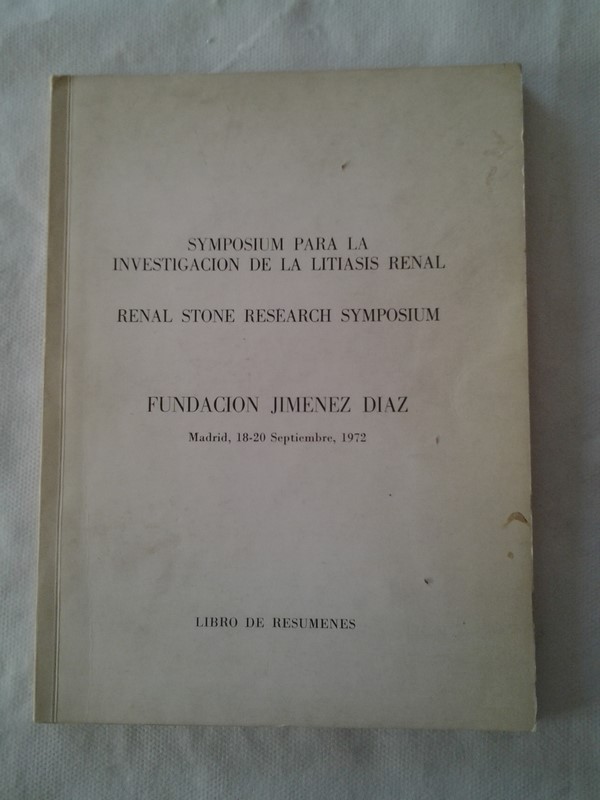 SYMPOSIUM PARA LA
INVESTIGACION DE LA LITIASIS RENAL
RENAL STONE RESEARCH SYMPOSIUM
FUNDACION JIMENEZ DIAZ
Madrid, 18-20 Septiembre, 1972
LIBRO DE RESUMENES